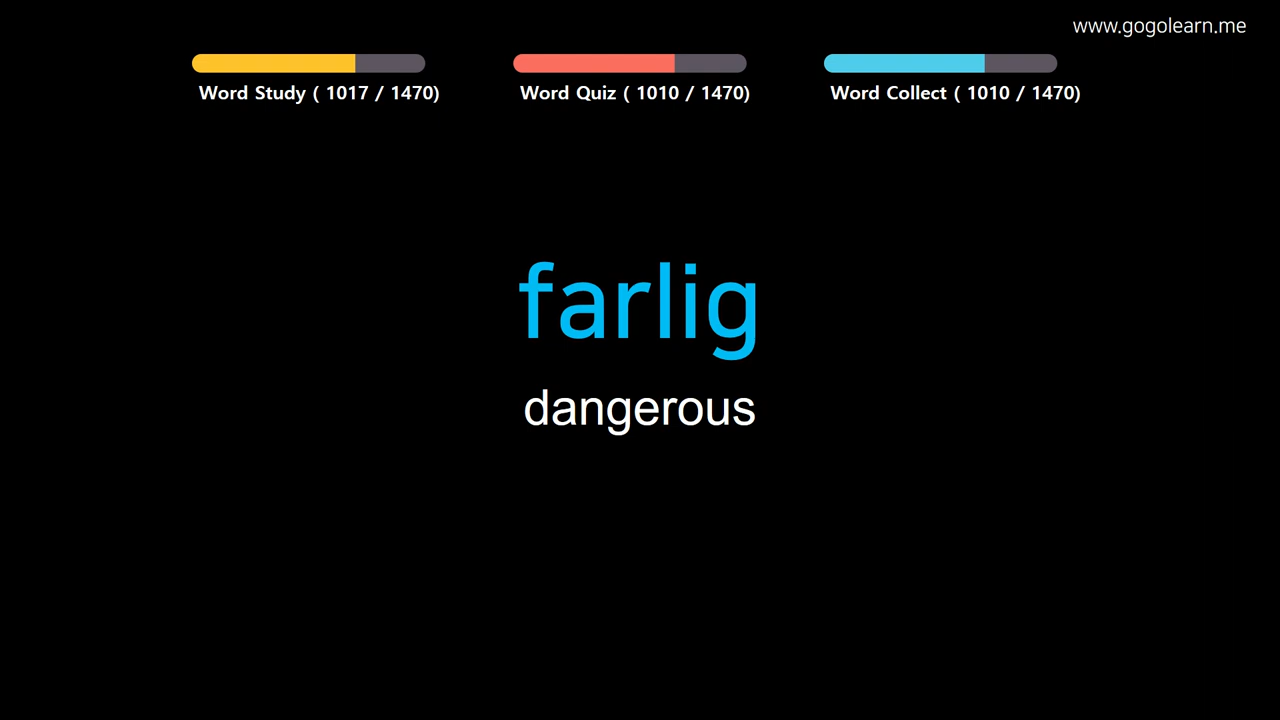 www.gogolearn.me
Word Study ( 1017 / 1470)
Word Quiz ( 1010 / 1470)
Word Collect ( 1010 / 1470)
farlig
dangerous